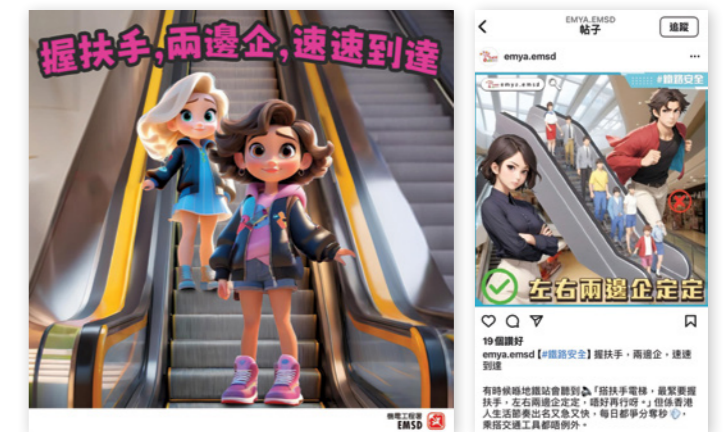 握扶手,兩邊企,速速到達
機電工程署
EMSD
EMYA.EMSD
帖子
追蹤
emya.emsd
emya.emsd
#鐵路安全
左右兩邊企定定
19個讚好
emya.emsd【#鐵路安全】握扶手，兩邊企，速速
到達
有時候喺地鐵站會聽到「搭扶手電梯，最緊要握
扶手，左右兩邊企定定，唔好再行呀。」但係香港
人生活節奏出名又急又快，每日都爭分奪秒，
乘搭交通工具都唔例外。